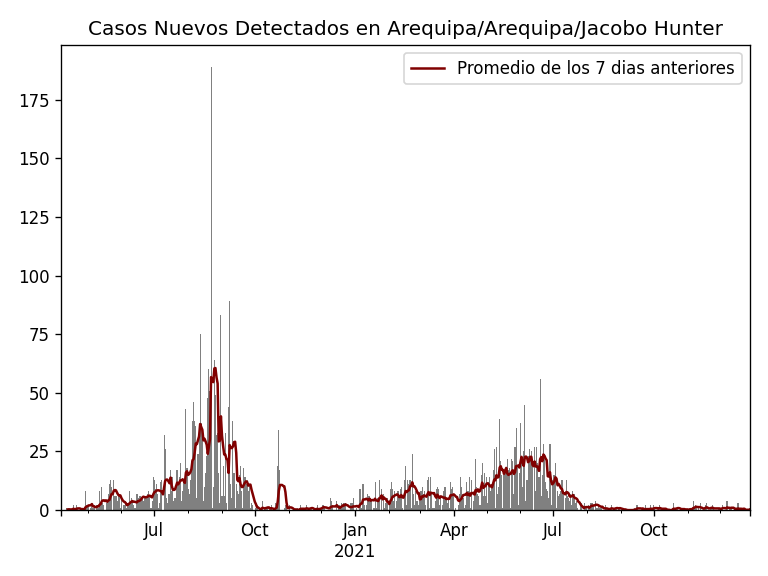 Casos Nuevos Detectados en Arequipa/Arequipa/Jacobo Hunter
Promedio de los 7 dias anteriores
175
150
125
100
75
50
25
0
Jul
Oct
Jan
Apr
Jul
Oct
2021